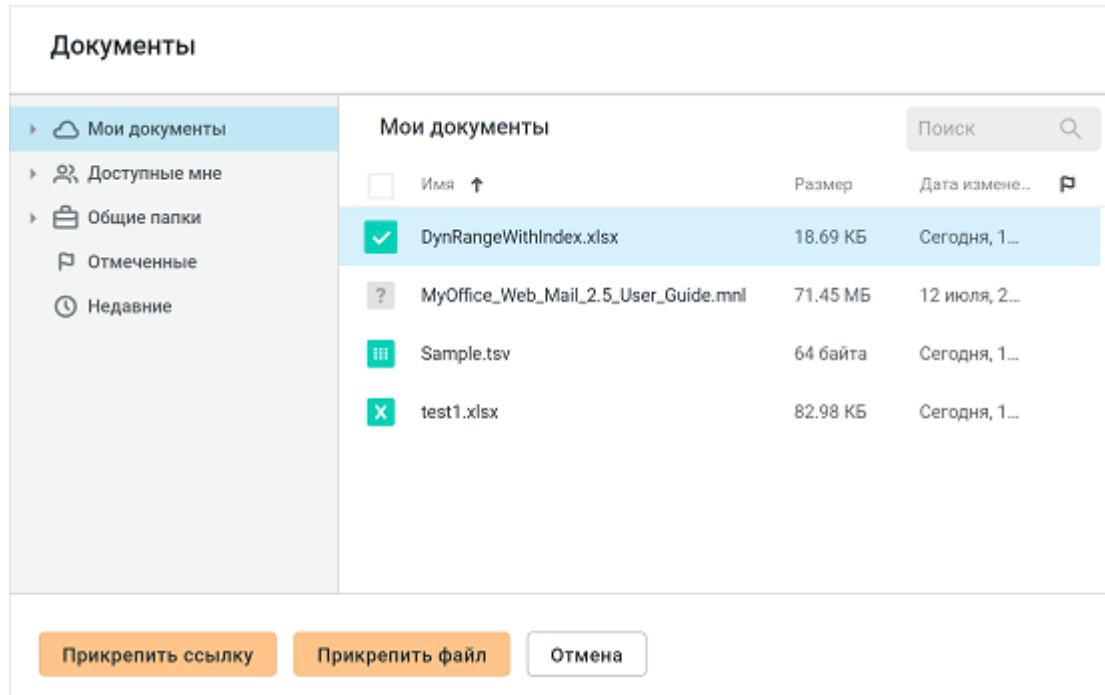 Документы
Мои документы
Доступные мне
Общие папки
Отмеченные
Недавние
Мои документы
Поиск
Имя Размер Дата измене...
DynRangeWithIndex.xlsx 18.69 КБ Сегодня, 1...
? MyOffice_Web_Mail_2.5_User_Guide.mnl 71.45 МБ 12 июля, 2...
Sample.tsv 64 байта Сегодня, 1...
X test1.xlsx 82.98 КБ Сегодня, 1...
Прикрепить ссылку Прикрепить файл Отмена